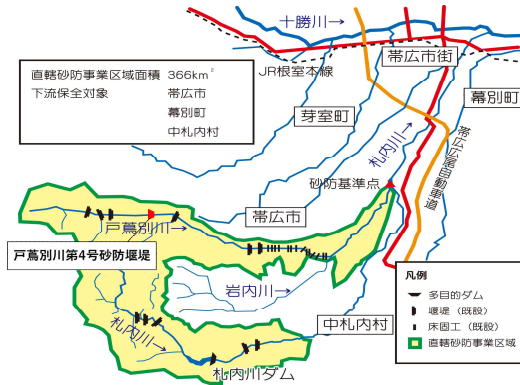 十勝川→
帯広市街
JR根室本線
直轄砂防事業区域面積 366km²
下流保全対象 帯広市
幕別町
中札内村
芽室町
幕別町
札内川→
帯広広尾自動車道
砂防基準点
帯広市
戸蔦別川→
戸蔦別川第4号砂防堰堤
岩内川→
中札内村
札内川→
札内川ダム
凡例
多目的ダム
堰堤（既設）
床固工（既設）
直轄砂防事業区域